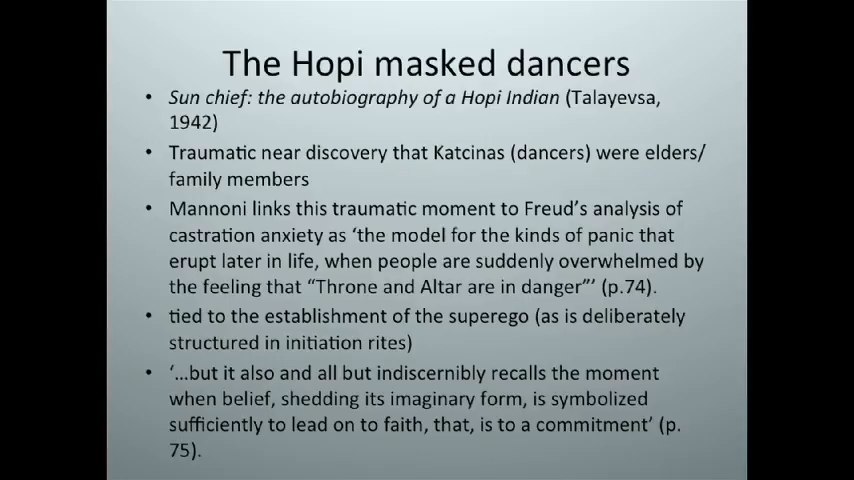 The Hopi masked dancers
• Sun chief: the autobiography of a Hopi Indian (Talayevsa,
1942)
• Traumatic near discovery that Katcinas (dancers) were elders/
family members
• Mannoni links this traumatic moment to Freud's analysis of
castration anxiety as 'the model for the kinds of panic that
erupt later in life, when people are suddenly overwhelmed by
the feeling that "Throne and Altar are in danger"' (p.74).
• tied to the establishment of the superego (as is deliberately
structured in initiation rites)
• '…but it also and all but indiscernibly recalls the moment
when belief, shedding its imaginary form, is symbolized
sufficiently to lead on to faith, that, is to a commitment' (p.
75).